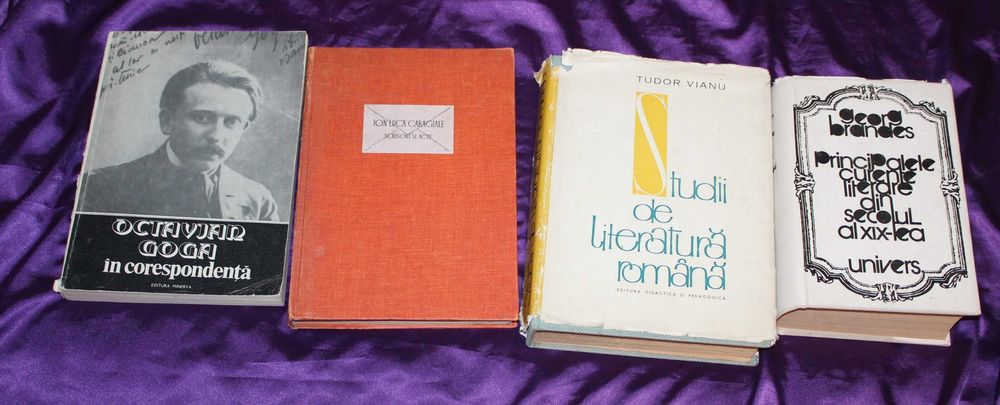 OCTAVIAN
GOGA
în corespondență
EDITURA MINERVA
ION LUCA CARAGIALE
SCRISORI ȘI ACTE
TUDOR VIANU
Studii
de
literatură
română
EDITURA DIDACTICĂ ȘI PEDAGOGICĂ
georg
brandes
principalele
curente
literare
din
secolul
al XIX-lea
univers